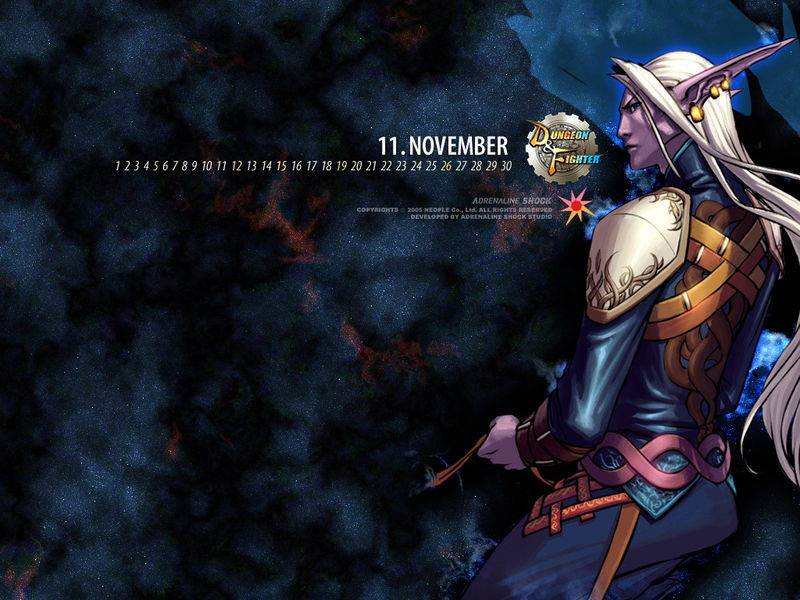 11. NOVEMBER
1 2 3 4 5 6 7 8 9 10 11 12 13 14 15 16 17 18 19 20 21 22 23 24 25 26 27 28 29 30
DUNGEON
&
FIGHTER
ADRENALINE SHOCK
COPYRIGHTS © 2005 NEOPLE Co., Ltd. ALL RIGHTS RESERVED
DEVELOPED BY ADRENALINE SHOCK STUDIO